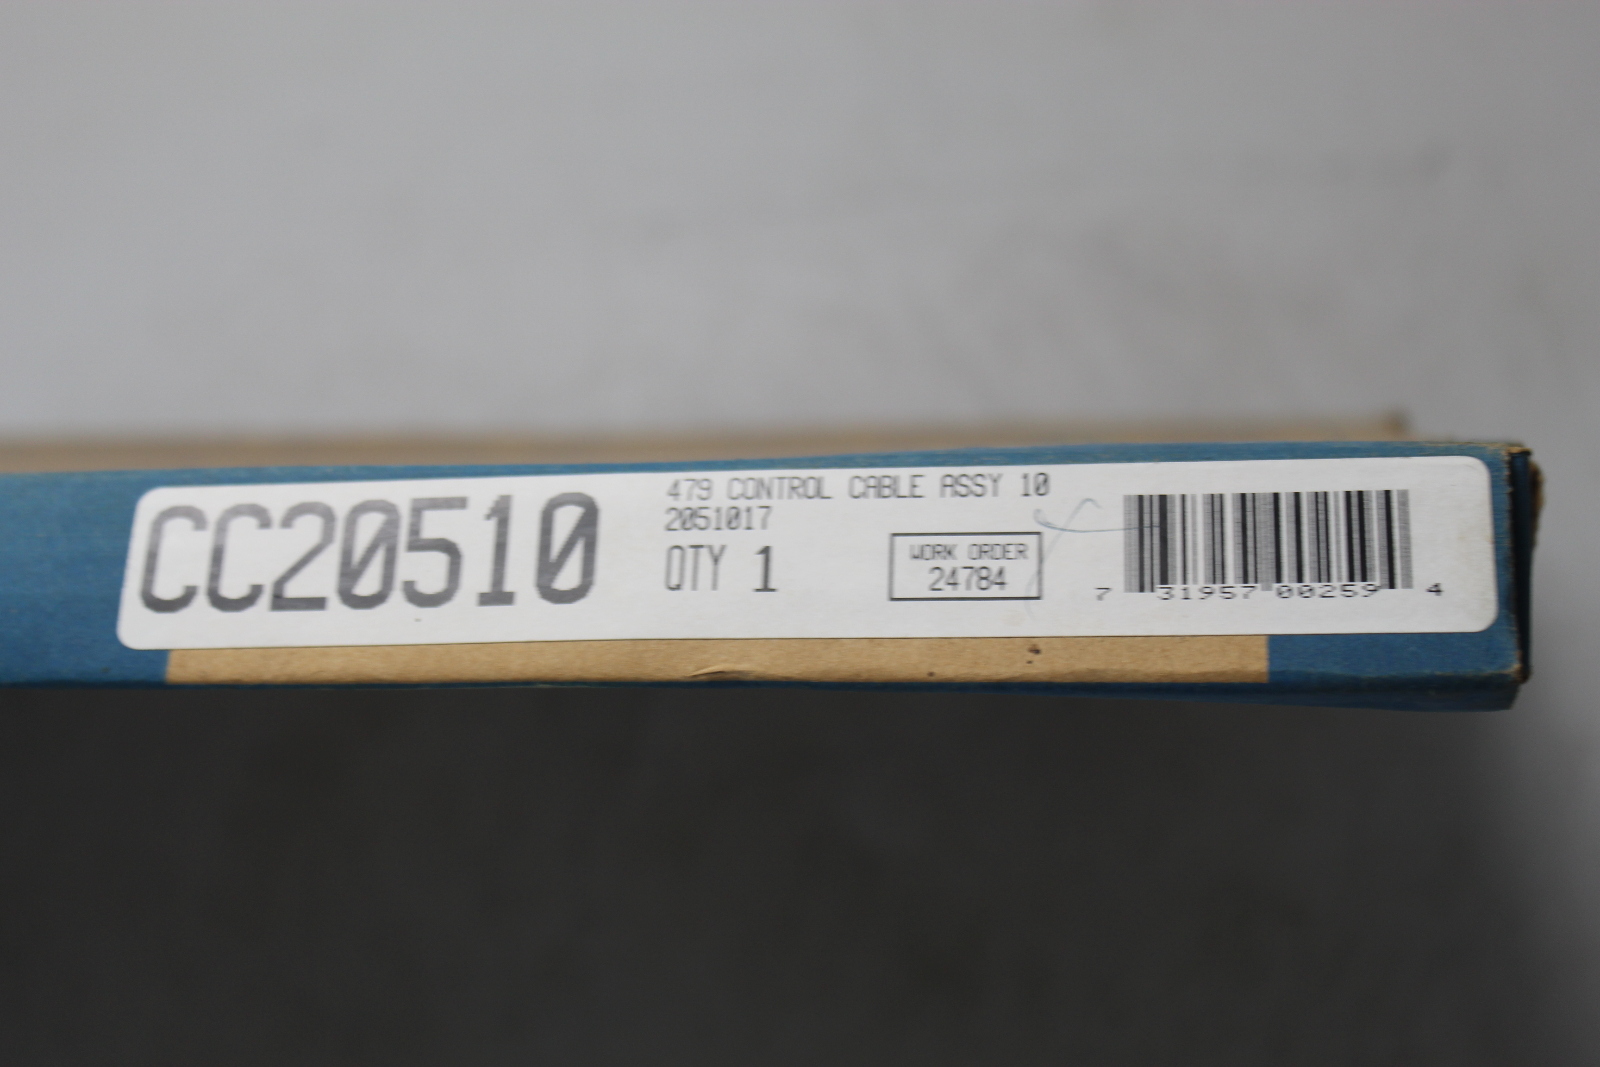 CC20510
479 CONTROL CABLE ASSY 10
2051017
QTY 1
WORK ORDER
24784
7 31957 00259 4